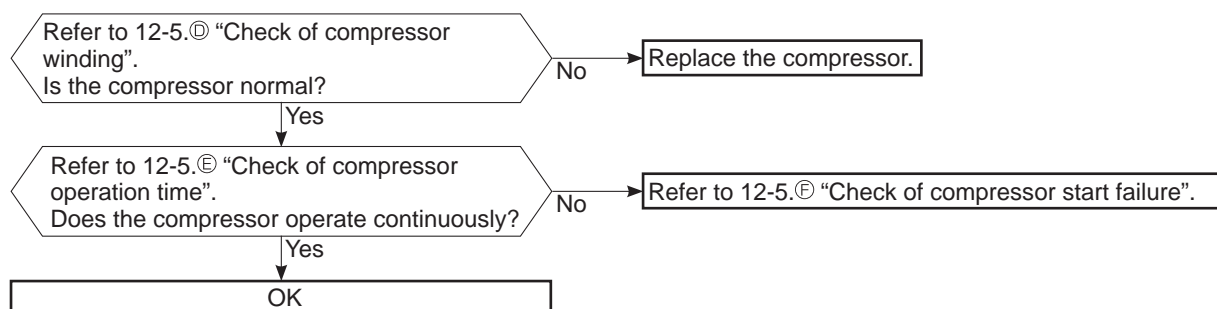 Refer to 12-5.Ⓓ “Check of compressor
winding”.
Is the compressor normal?
No
Replace the compressor.
Yes
Refer to 12-5.Ⓔ “Check of compressor
operation time”.
Does the compressor operate continuously?
No
Refer to 12-5.Ⓕ “Check of compressor start failure”.
Yes
OK